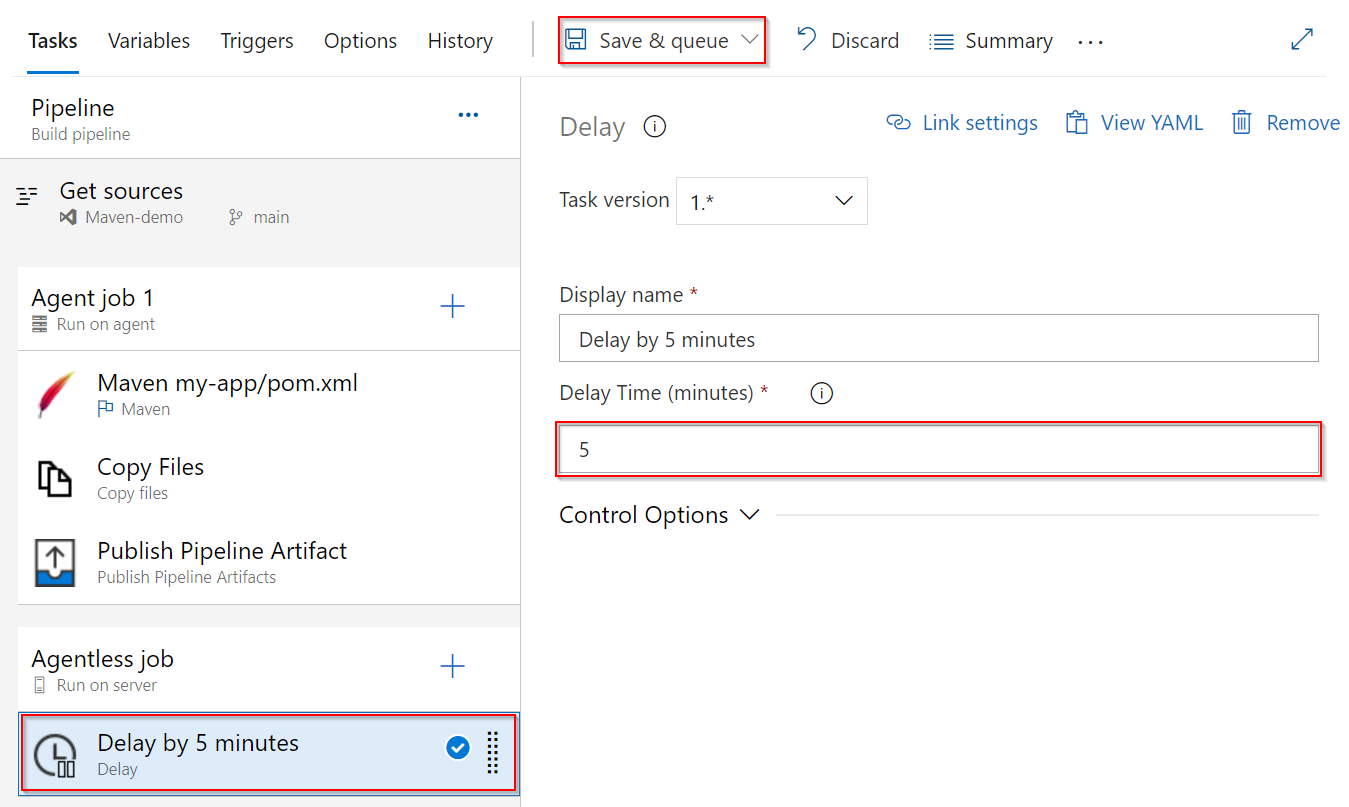 Tasks Variables Triggers Options History Save & queue Discard Summary ...
Pipeline
Build pipeline
...
Get sources
Maven-demo main
Agent job 1
Run on agent
Maven my-app/pom.xml
Maven
Copy Files
Copy files
Publish Pipeline Artifact
Publish Pipeline Artifacts
Agentless job
Run on server
Delay by 5 minutes
Delay
Delay Link settings View YAML Remove
Task version 1.*
Display name *
Delay by 5 minutes
Delay Time (minutes) *
5
Control Options